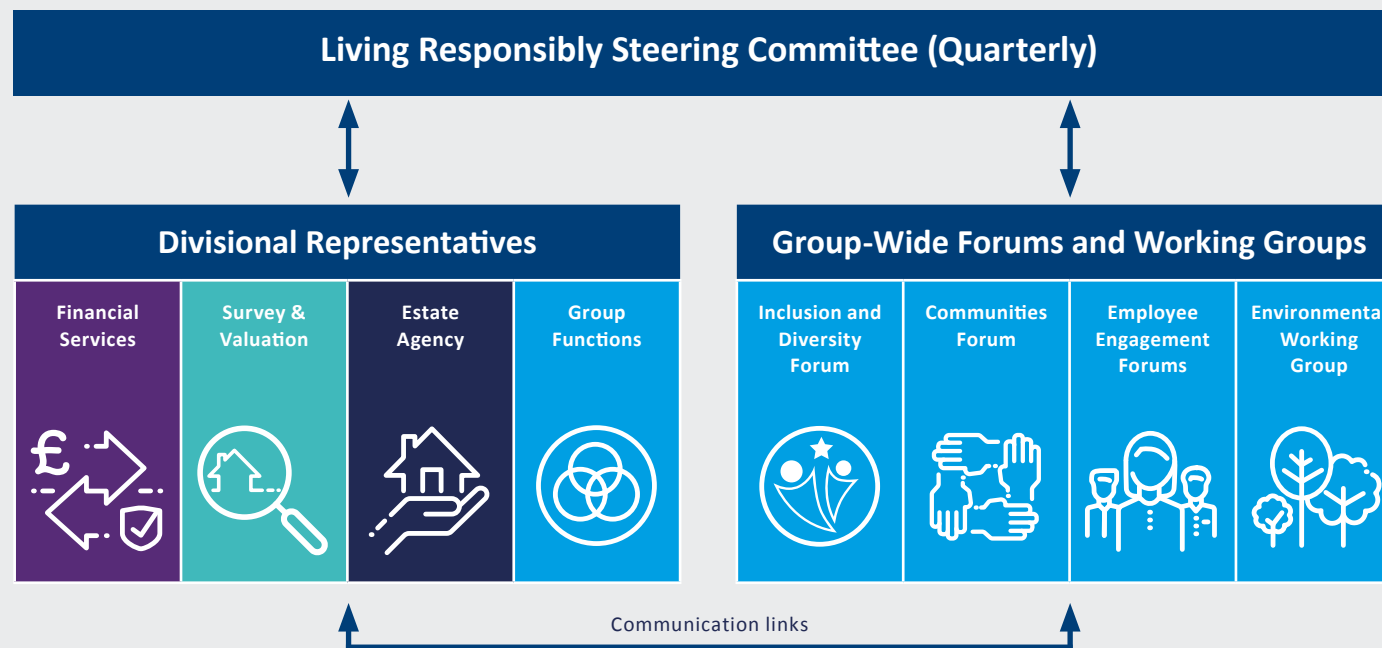 Living Responsibly Steering Committee (Quarterly)
Divisional Representatives
Financial
Services
Survey &
Valuation
Estate
Agency
Group
Functions
£
Group-Wide Forums and Working Groups
Inclusion and
Diversity
Forum
Communities
Forum
Employee
Engagement
Forums
Environmenta
Working
Group
Communication links